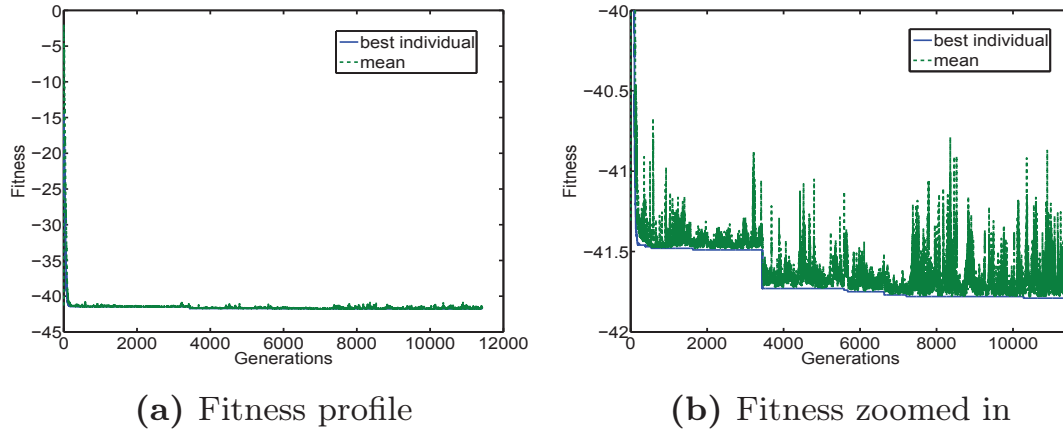 0
−5
−10
−15
−20
−25
−30
−35
−40
−45
Fitness
0 2000 4000 6000 8000 10000 12000
Generations
best individual
mean
(a) Fitness profile
−40
−40.5
−41
−41.5
−42
Fitness
0 2000 4000 6000 8000 10000
Generations
best individual
mean
(b) Fitness zoomed in